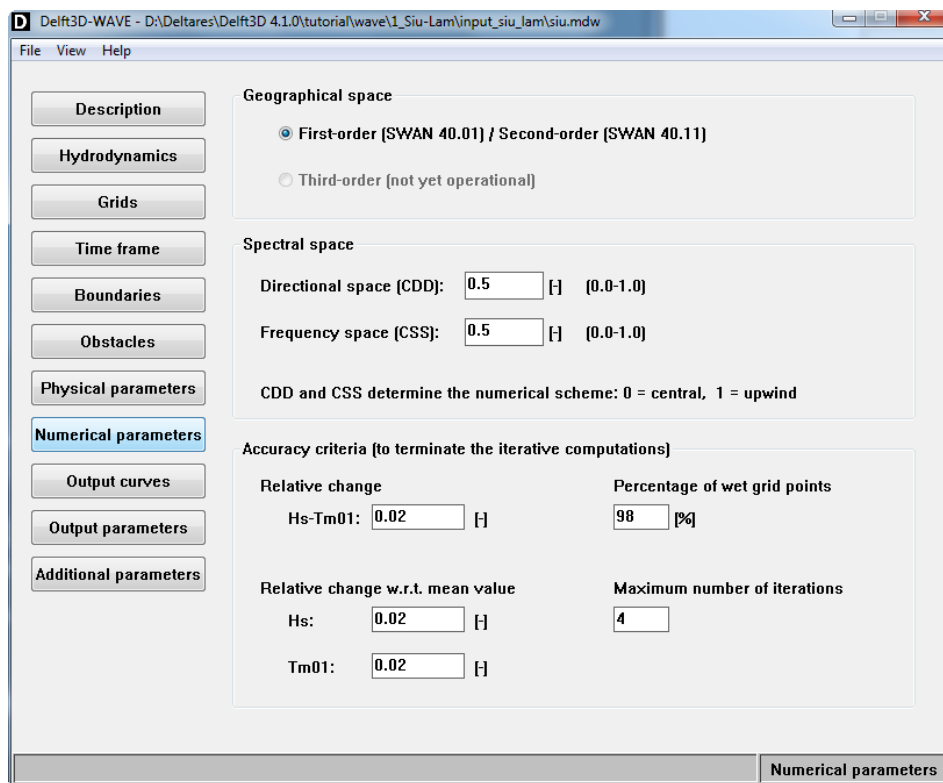 D Delft3D-WAVE - D:\Deltares\Delft3D 4.1.0\tutorial\wave\1_Siu-Lam\input_siu_lam\siu.mdw
File View Help
Description
Hydrodynamics
Grids
Time frame
Boundaries
Obstacles
Physical parameters
Numerical parameters
Output curves
Output parameters
Additional parameters
Geographical space
First-order (SWAN 40.01) / Second-order (SWAN 40.11)
Third-order (not yet operational)
Spectral space
Directional space (CDD): 0.5 [-] (0.0-1.0)
Frequency space (CSS): 0.5 [-] (0.0-1.0)
CDD and CSS determine the numerical scheme: 0 = central, 1 = upwind
Accuracy criteria (to terminate the iterative computations)
Relative change Percentage of wet grid points
Hs-Tm01: 0.02 [-] 98 [%]
Relative change w.r.t. mean value Maximum number of iterations
Hs: 0.02 [-] 4
Tm01: 0.02 [-]
Numerical parameters